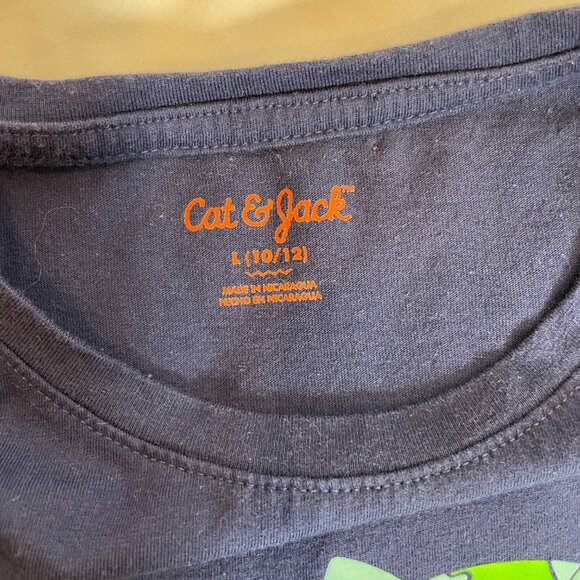 Cat & Jack™
L (10/12)
MADE IN NICARAGUA
HECHO EN NICARAGUA